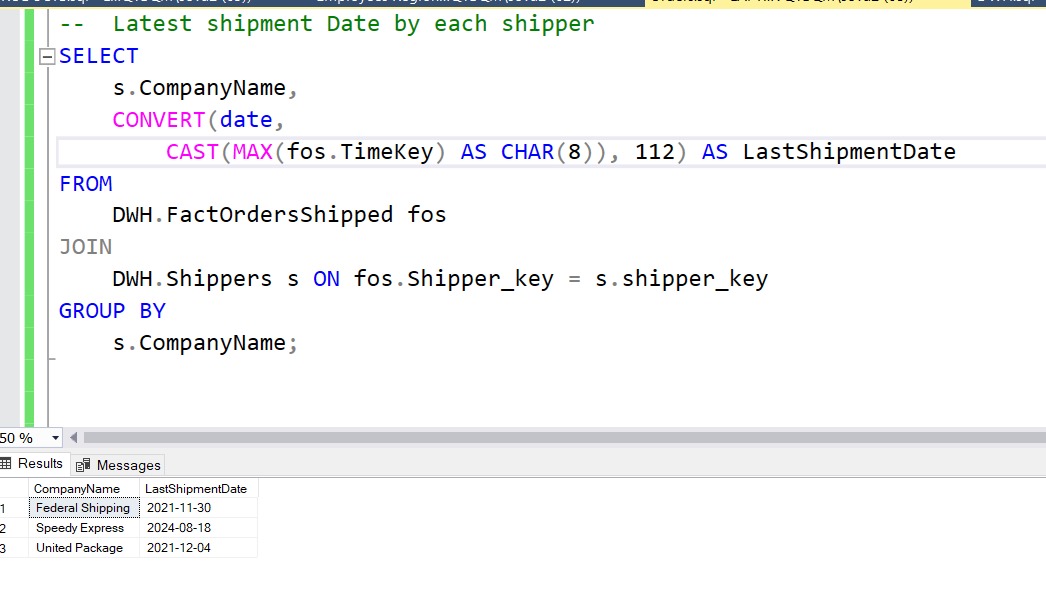 -- Latest shipment Date by each shipper
SELECT
s.CompanyName,
CONVERT(date,
CAST(MAX(fos.TimeKey) AS CHAR(8)), 112) AS LastShipmentDate
FROM
DWH.FactOrdersShipped fos
JOIN
DWH.Shippers s ON fos.Shipper_key = s.shipper_key
GROUP BY
s.CompanyName;
50 %
Results Messages
CompanyName LastShipmentDate
1 Federal Shipping 2021-11-30
2 Speedy Express 2024-08-18
3 United Package 2021-12-04